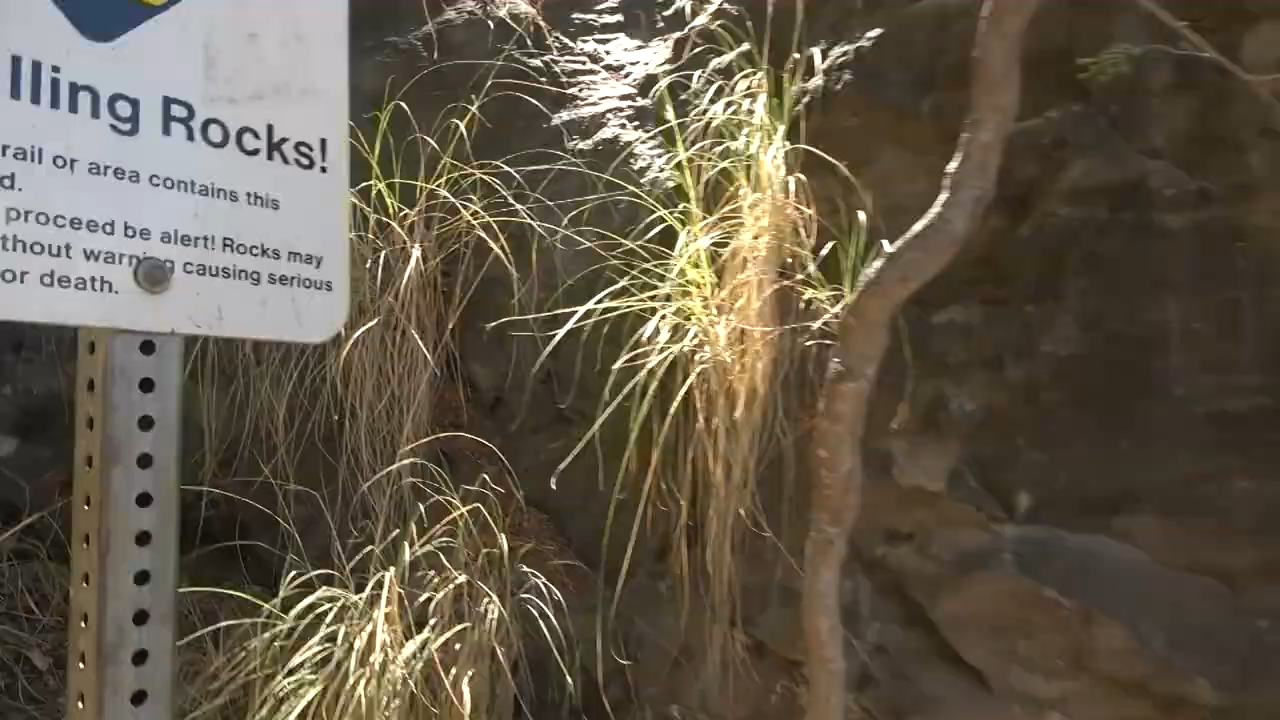 lling Rocks!
rail or area contains this
d.
proceed be alert! Rocks may
thout warning causing serious
or death.